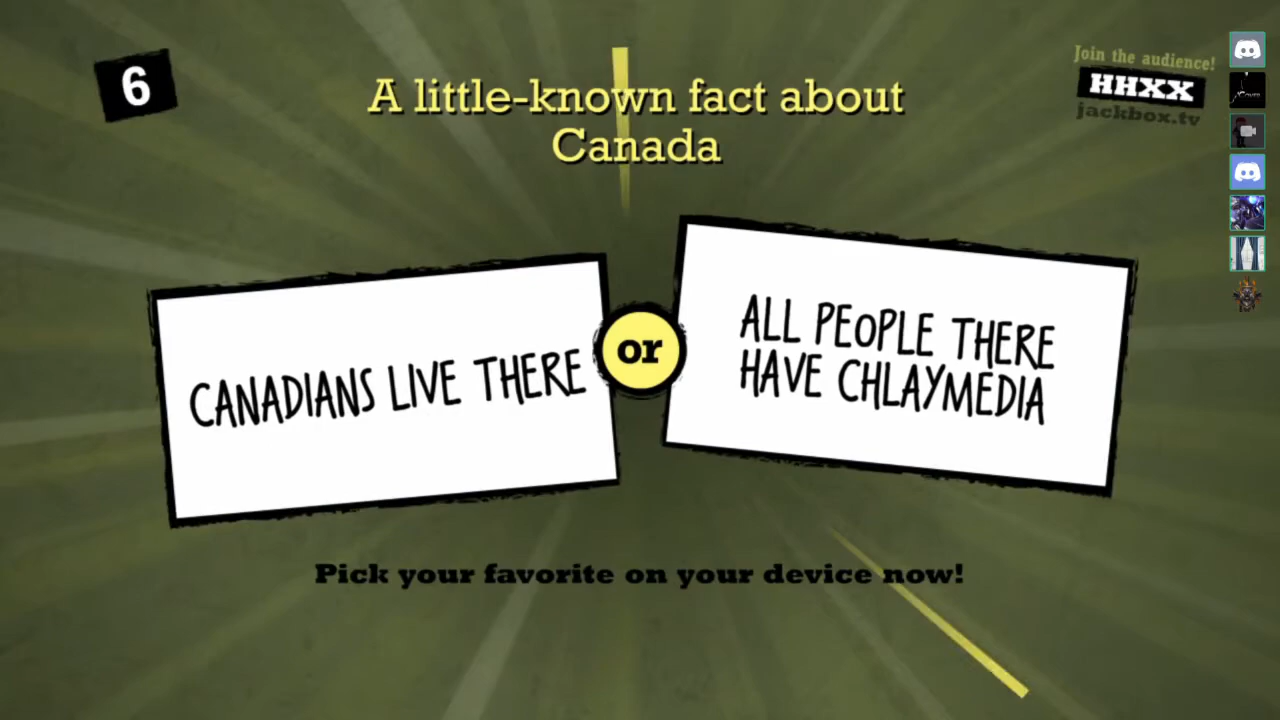 6
A little-known fact about
Canada
Join the audience!
HHXX
jackbox.tv
CANADIANS LIVE THERE
or
ALL PEOPLE THERE
HAVE CHLAYMEDIA
Pick your favorite on your device now!